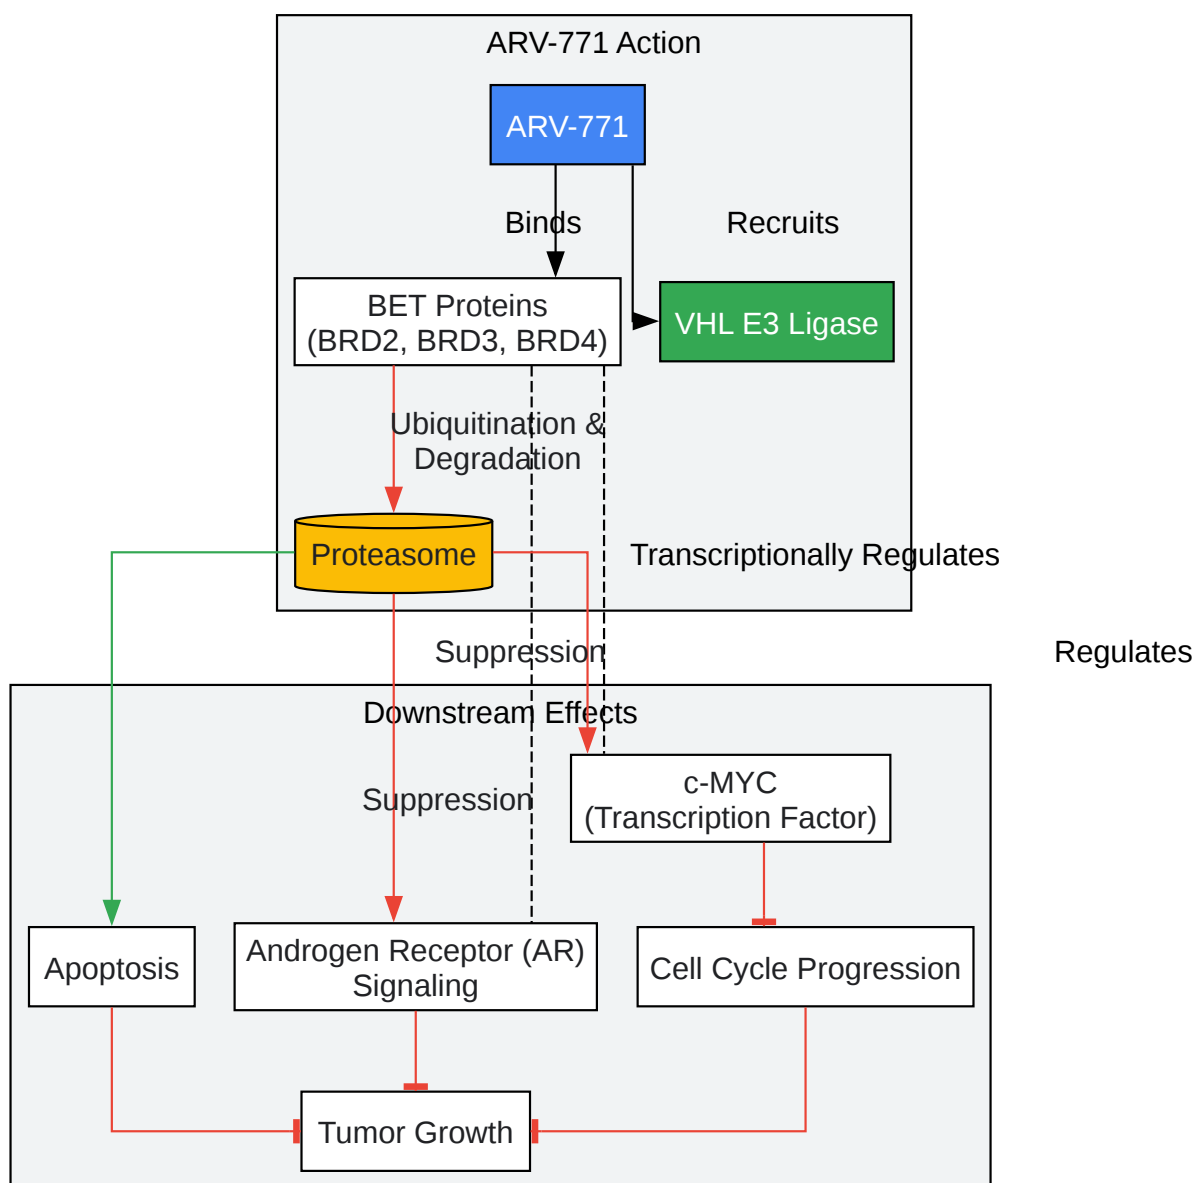 ARV-771 Action
ARV-771
Binds
Recruits
BET Proteins
(BRD2, BRD3, BRD4)
VHL E3 Ligase
Ubiquitination &
Degradation
Proteasome
Transcriptionally Regulates
Suppression
Regulates
Downstream Effects
c-MYC
(Transcription Factor)
Suppression
Apoptosis
Androgen Receptor (AR)
Signaling
Cell Cycle Progression
Tumor Growth